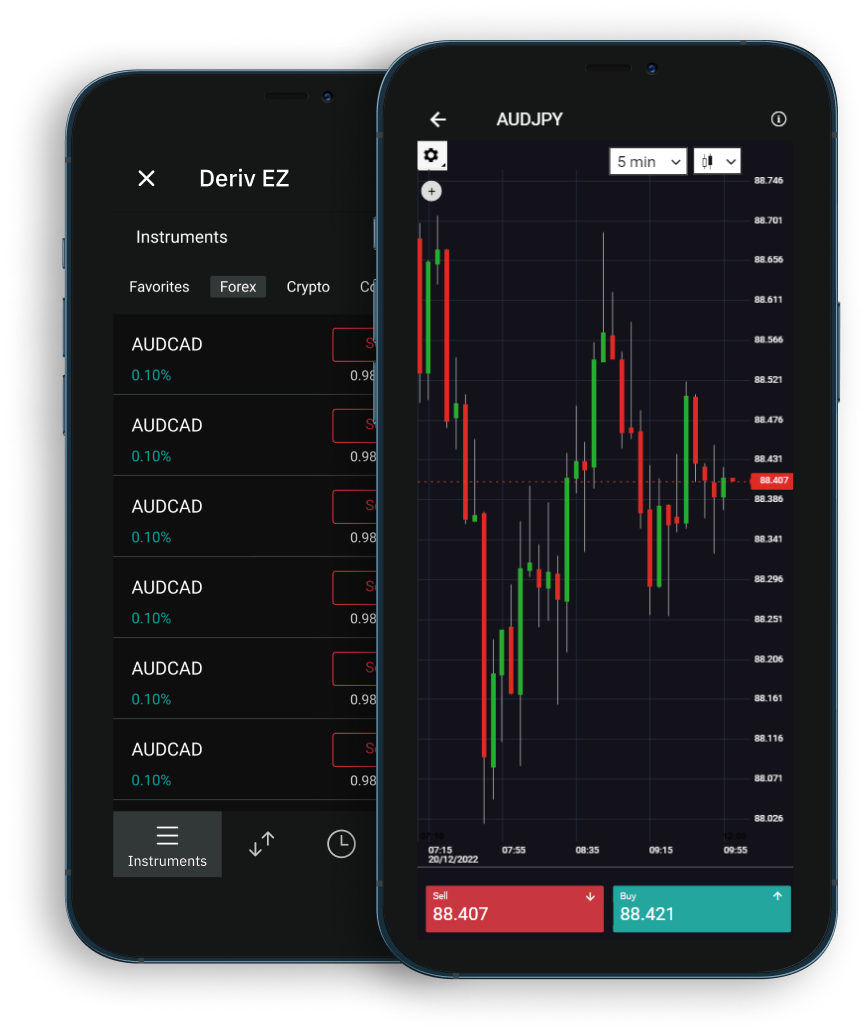 Deriv EZ
Instruments
Favorites Forex Crypto
AUDCAD
0.10% 0.98
AUDCAD
0.10% 0.98
AUDCAD
0.10% 0.98
AUDCAD
0.10% 0.98
AUDCAD
0.10% 0.98
AUDCAD
0.10% 0.98
Instruments
AUDJPY
5 min
88.746
88.701
88.656
88.611
88.566
88.521
88.476
88.431
88.407
88.386
88.341
88.296
88.251
88.206
88.161
88.116
88.071
88.026
07:15 07:55 08:35 09:15 09:55
20/12/2022
Sell Buy
88.407 88.421